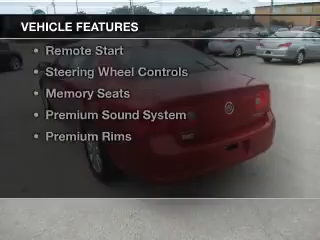 VEHICLE FEATURES
• Remote Start
• Steering Wheel Controls
• Memory Seats
• Premium Sound System
• Premium Rims